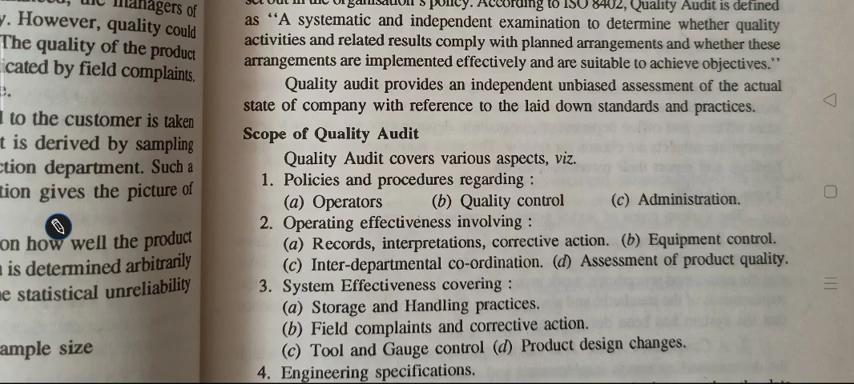 managers of
y. However, quality could
The quality of the product
cated by field complaints,
e.
to the customer is taken
t is derived by sampling
ction department. Such a
tion gives the picture of
on how well the product
is determined arbitrarily
e statistical unreliability
ample size
set out in the organisation's policy. According to ISO 8402, Quality Audit is defined
as “A systematic and independent examination to determine whether quality
activities and related results comply with planned arrangements and whether these
arrangements are implemented effectively and are suitable to achieve objectives.”
Quality audit provides an independent unbiased assessment of the actual
state of company with reference to the laid down standards and practices.
Scope of Quality Audit
Quality Audit covers various aspects, viz.
1. Policies and procedures regarding :
(a) Operators (b) Quality control (c) Administration.
2. Operating effectiveness involving :
(a) Records, interpretations, corrective action. (b) Equipment control.
(c) Inter-departmental co-ordination. (d) Assessment of product quality.
3. System Effectiveness covering :
(a) Storage and Handling practices.
(b) Field complaints and corrective action.
(c) Tool and Gauge control (d) Product design changes.
4. Engineering specifications.